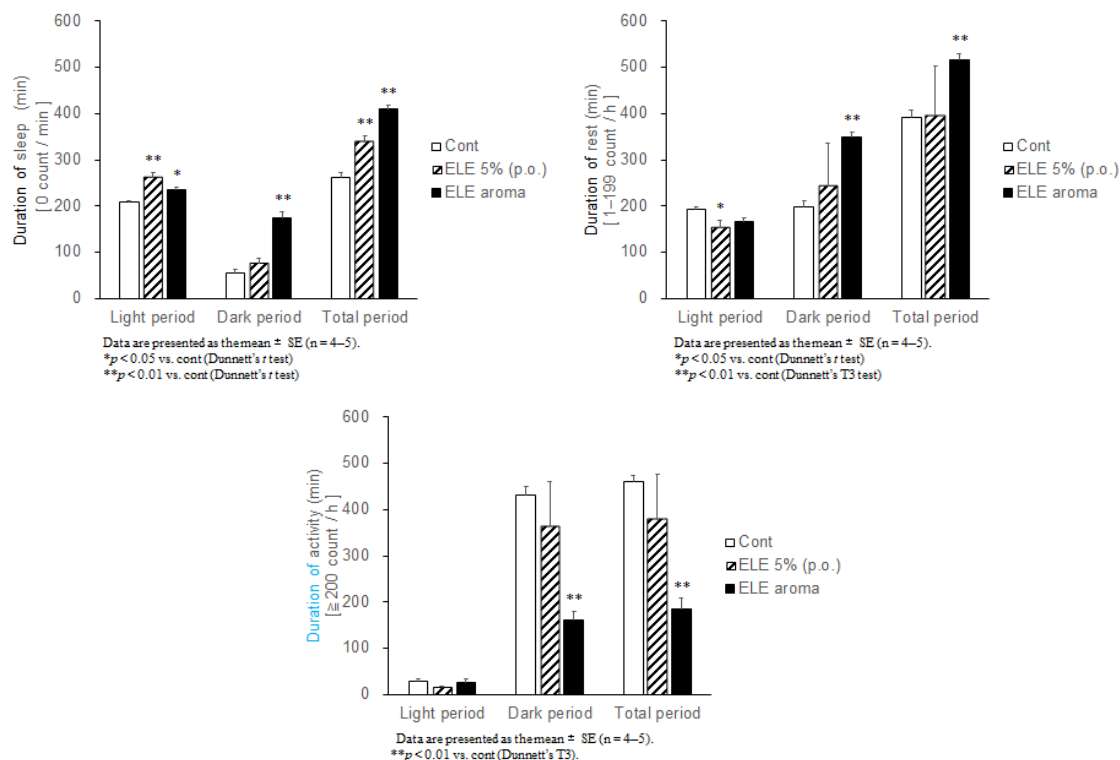 600
500
400
300
200
100
0
Duration of sleep (min)
[ 0 count / min ]
**
*
**
**
**
Cont
ELE 5% (p.o.)
ELE aroma
Light period Dark period Total period
Data are presented as the mean ± SE (n = 4–5).
*p < 0.05 vs. cont (Dunnett's t test)
**p < 0.01 vs. cont (Dunnett's t test)
600
500
400
300
200
100
0
Duration of rest (min)
[ 1–199 count / h ]
*
**
**
Cont
ELE 5% (p.o.)
ELE aroma
Light period Dark period Total period
Data are presented as the mean ± SE (n = 4–5).
*p < 0.05 vs. cont (Dunnett's t test)
**p < 0.01 vs. cont (Dunnett's T3 test)
600
500
400
300
200
100
0
Duration of activity (min)
[≧200 count / h ]
**
**
Cont
ELE 5% (p.o.)
ELE aroma
Light period Dark period Total period
Data are presented as the mean ± SE (n = 4–5).
**p < 0.01 vs. cont (Dunnett's T3).